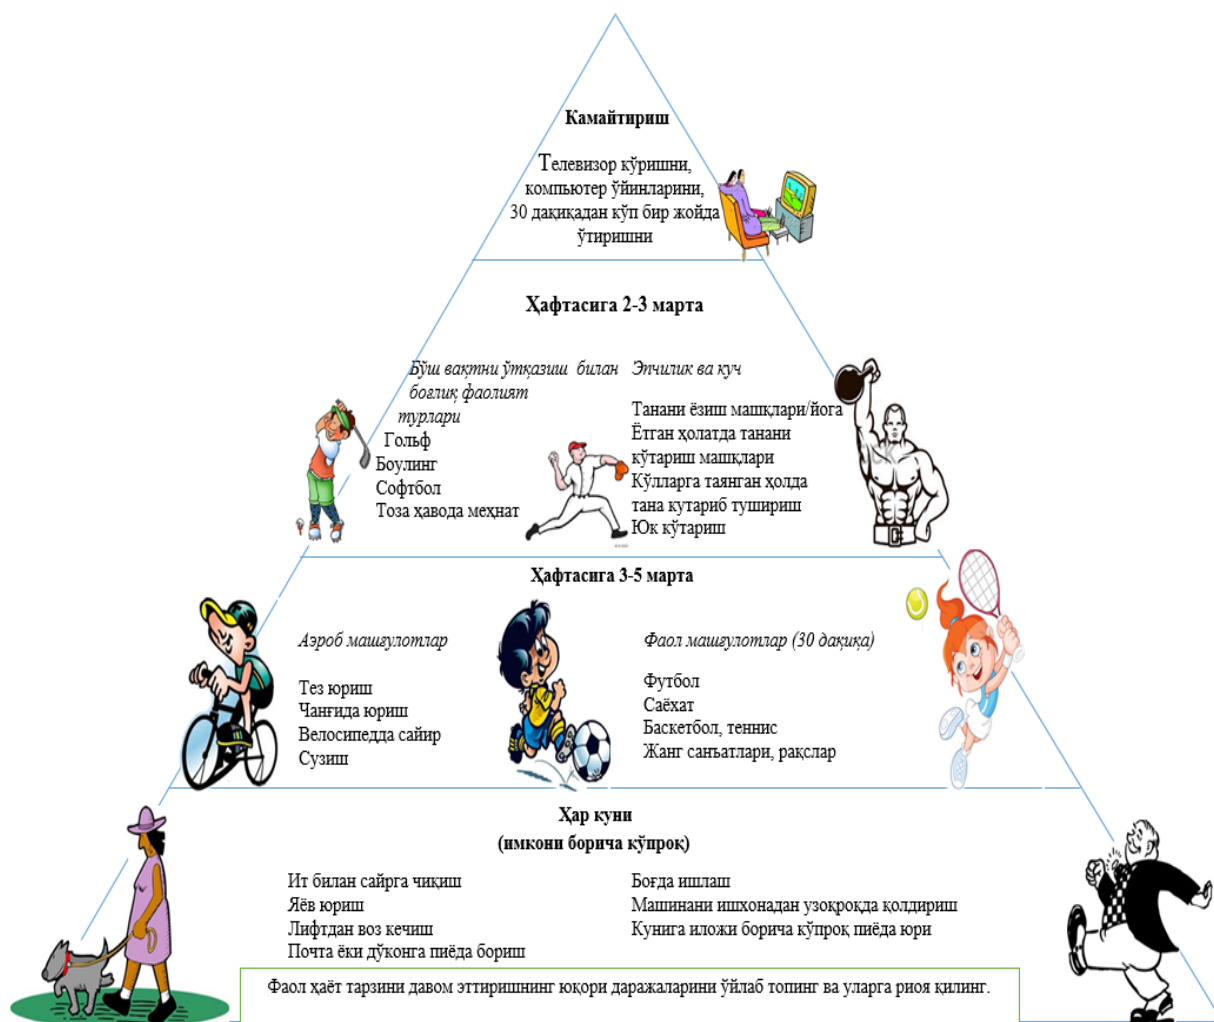 Камайтириш
Телевизор кўришни,
компьютер ўйинларини,
30 дақиқадан кўп бир жойда
ўтиришни
Ҳафтасига 2-3 марта
Бўш вақтни ўтқазиш билан
боғлиқ фаолият
турлари
Гольф
Боулинг
Софтбол
Тоза ҳавода меҳнат
Эпчилик ва куч
Танани ёзиш машқлари/йога
Ётган ҳолатда танани
кўтариш машқлари
Кўлларга таянган ҳолда
тана кутариб тушириш
Юк кўтариш
Ҳафтасига 3-5 марта
Аэроб машғулотлар
Тез юриш
Чанғида юриш
Велосипедда сайир
Сузиш
Фаол машғулотлар (30 дақиқа)
Футбол
Саёхат
Баскетбол, теннис
Жанг санъатлари, рақслар
Ҳар куни
(имкони борича кўпроқ)
Ит билан сайрга чиқиш
Яёв юриш
Лифтдан воз кечиш
Почта ёки дўконга пиёда бориш
Боғда ишлаш
Машинани ишхонадан узоқроқда қолдириш
Кунига иложи борича кўпроқ пиёда юри
Фаол ҳаёт тарзини давом эттиришнинг юқори даражаларини ўйлаб топинг ва уларга риоя қилинг.